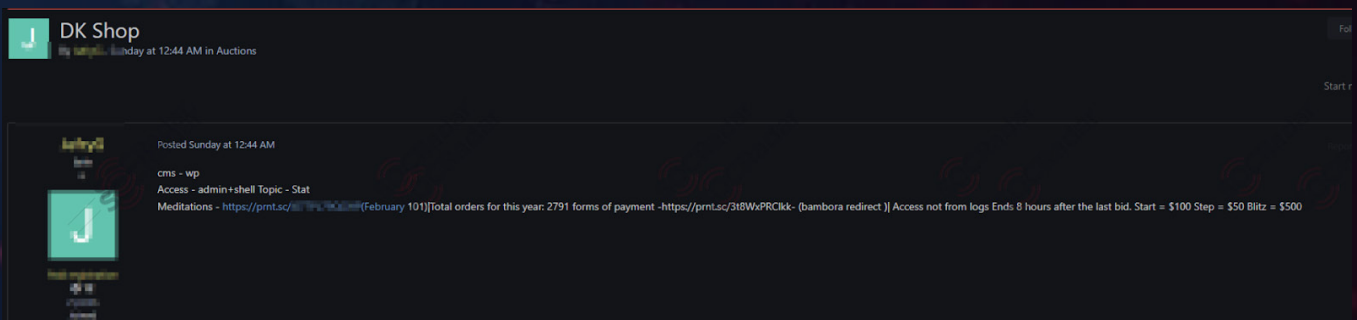 J
DK Shop
Sunday at 12:44 AM in Auctions
Start
Posted Sunday at 12:44 AM
J
cms - wp
Access - admin+shell Topic - Stat
Meditations - https://prnt.sc/ (February 101)|Total orders for this year: 2791 forms of payment -https://prnt.sc/3t8WxPRClkk- (bambora redirect )| Access not from logs Ends 8 hours after the last bid. Start = $100 Step = $50 Blitz = $500